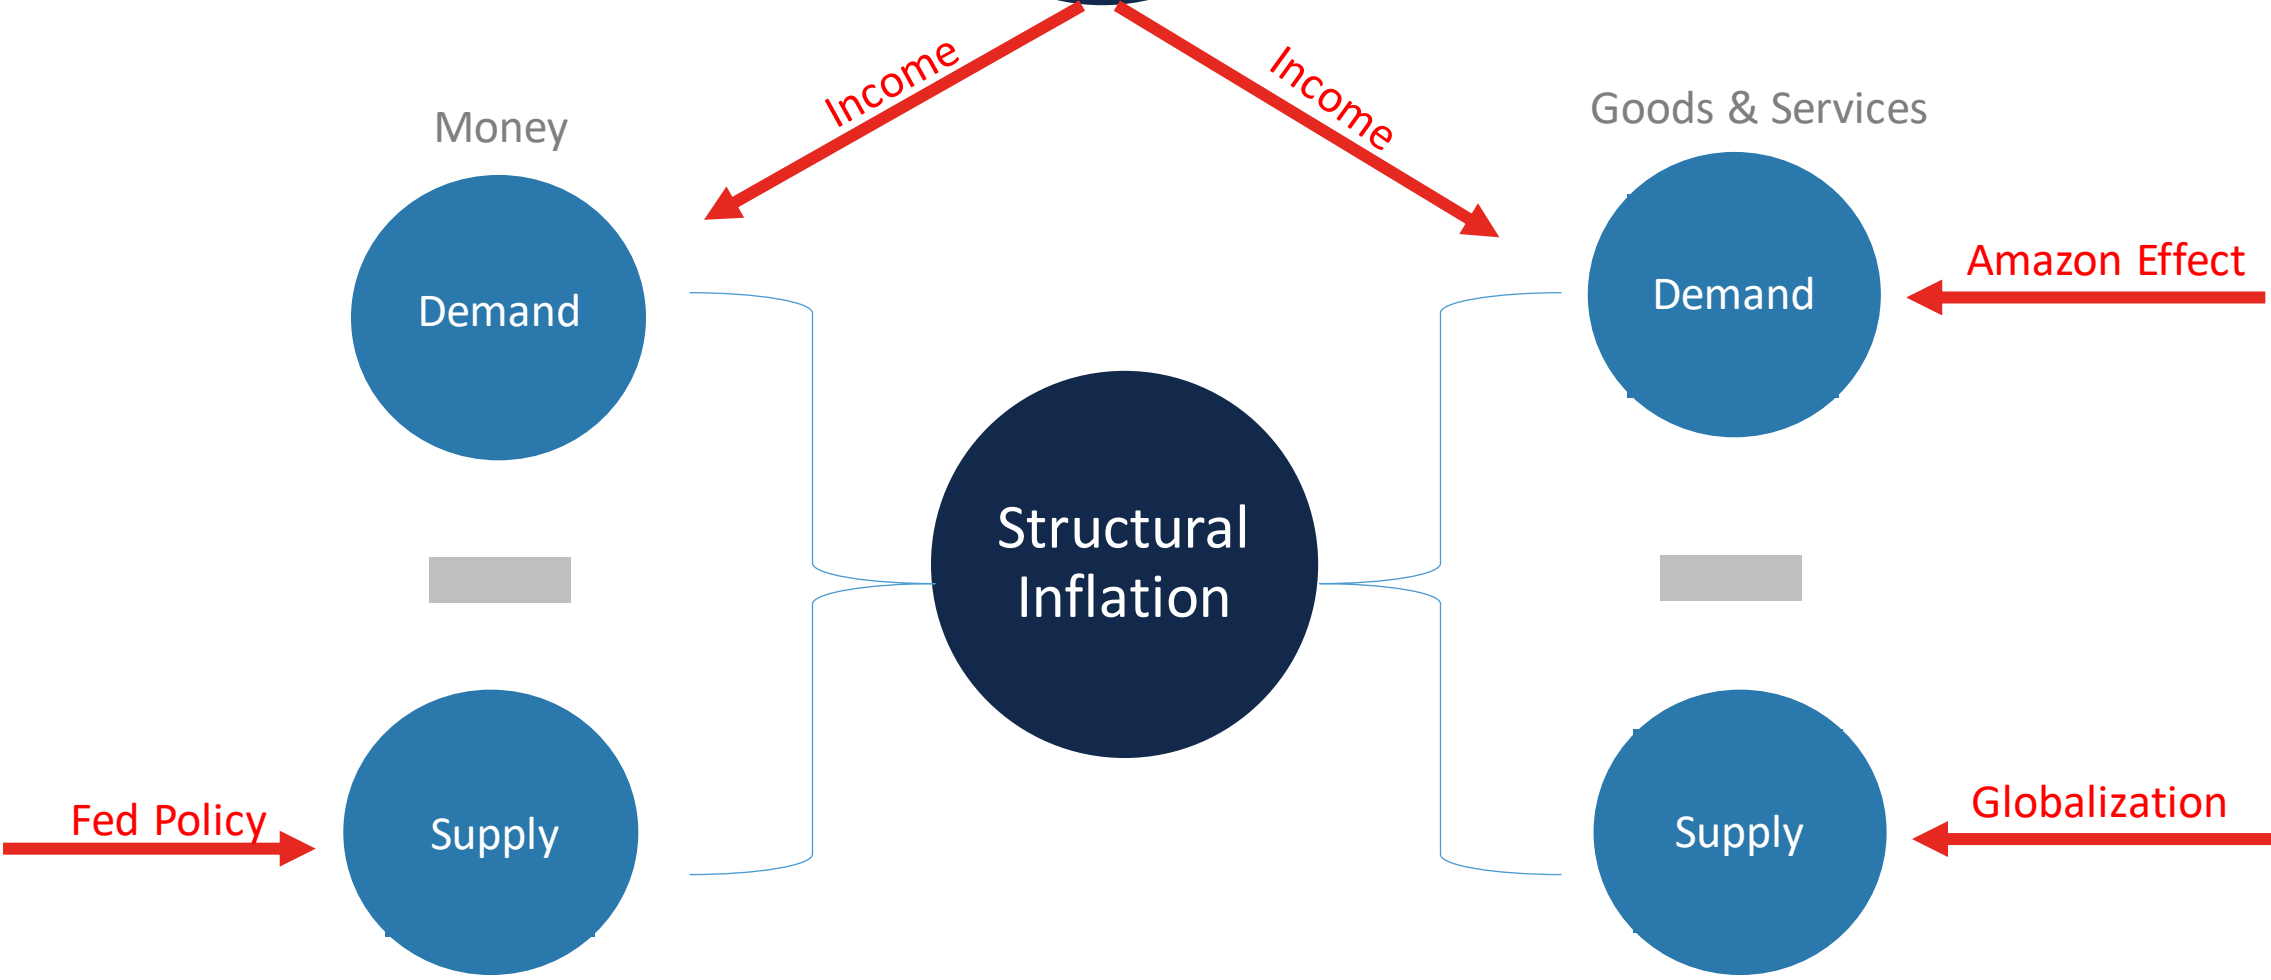 Income
Income
Money
Goods & Services
Demand
Demand
Amazon Effect
Structural
Inflation
Fed Policy
Supply
Supply
Globalization